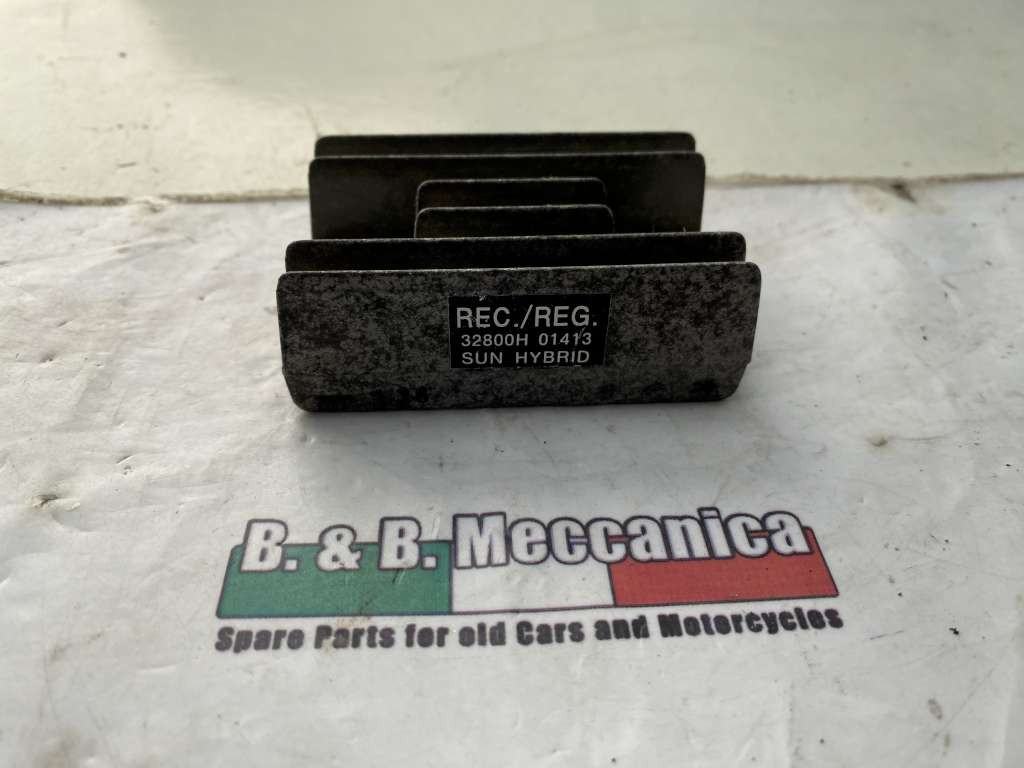 REC./REG.
32800H 01413
SUN HYBRID
B. & B. Meccanica
Spare Parts for old Cars and Motorcycles